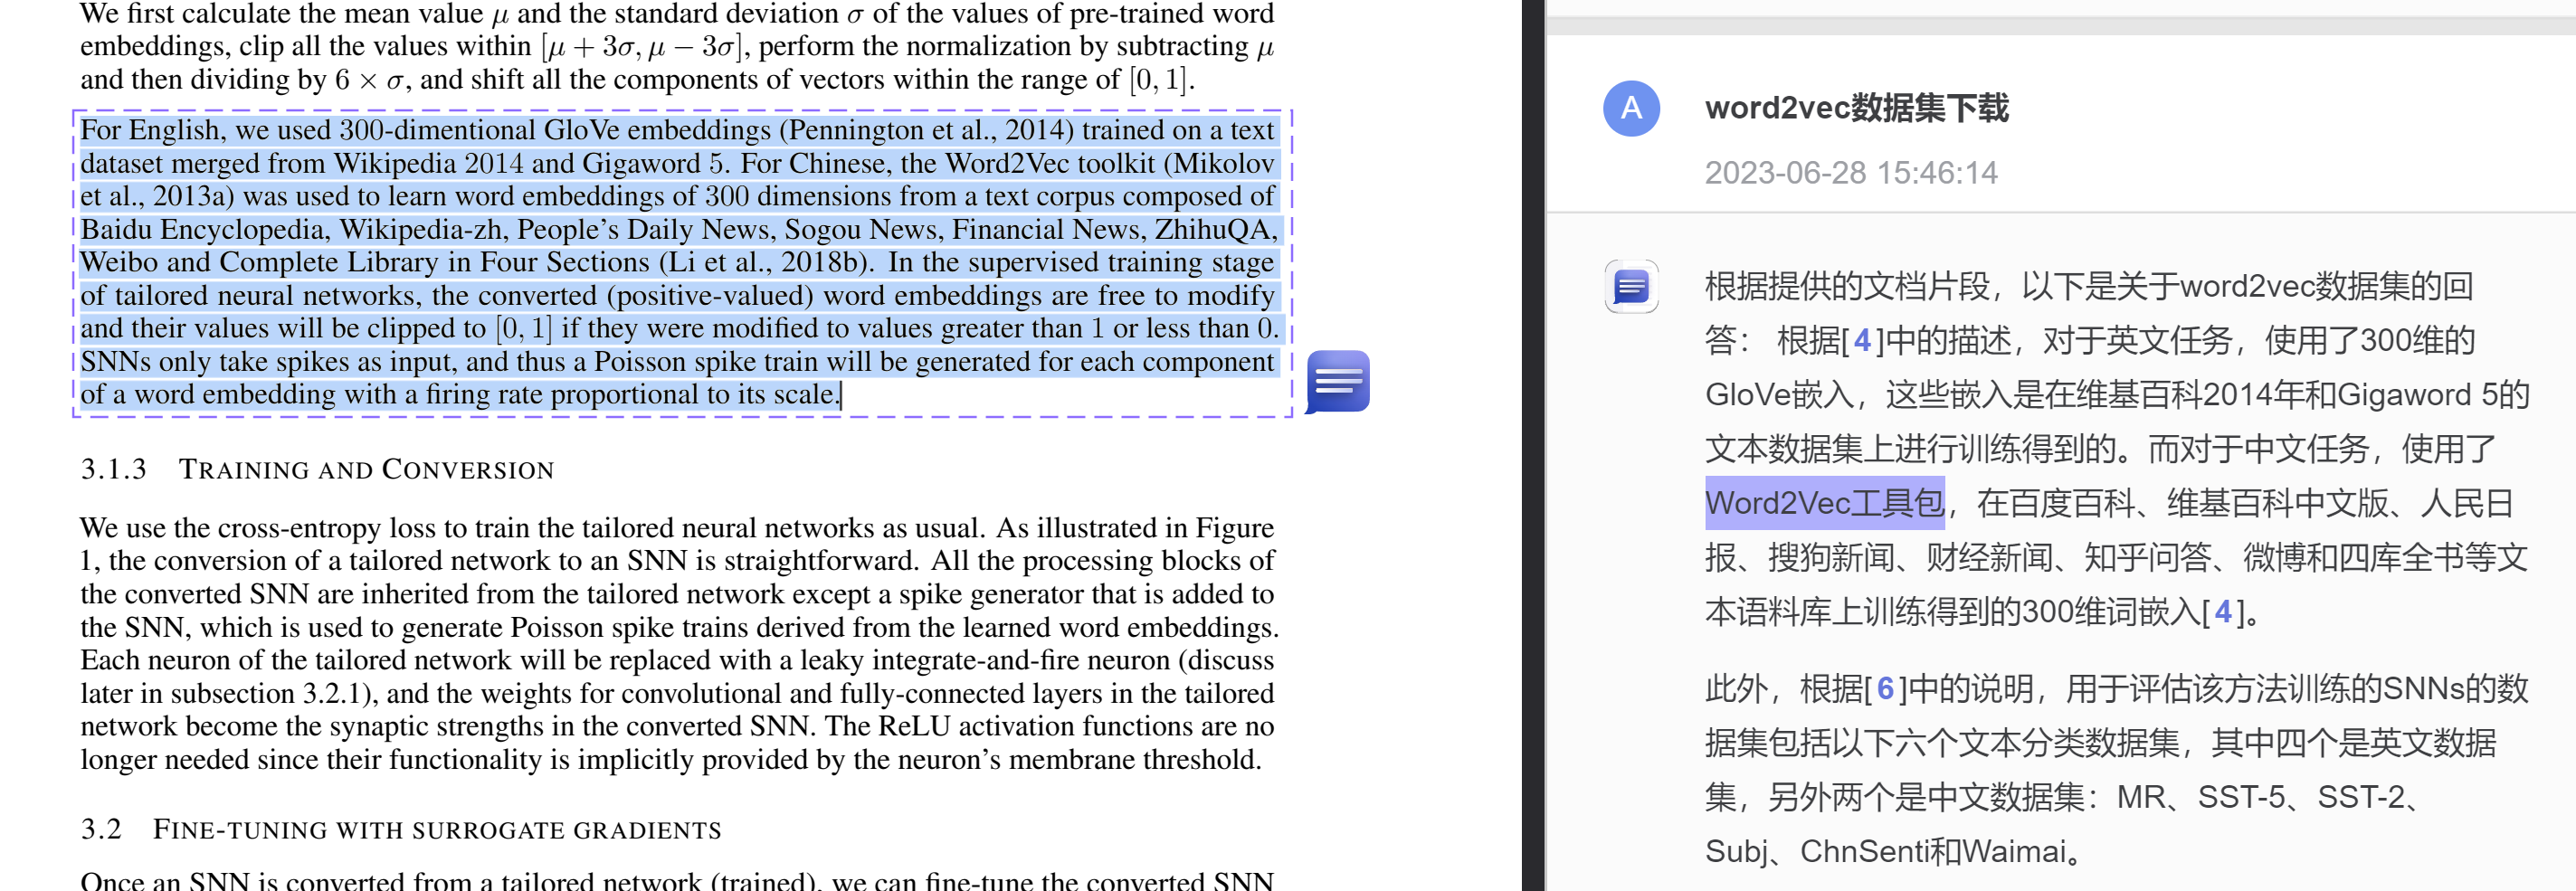 We first calculate the mean value μ and the standard deviation σ of the values of pre-trained word
embeddings, clip all the values within [μ + 3σ, μ − 3σ], perform the normalization by subtracting μ
and then dividing by 6 × σ, and shift all the components of vectors within the range of [0, 1].
For English, we used 300-dimentional GloVe embeddings (Pennington et al., 2014) trained on a text
dataset merged from Wikipedia 2014 and Gigaword 5. For Chinese, the Word2Vec toolkit (Mikolov
et al., 2013a) was used to learn word embeddings of 300 dimensions from a text corpus composed of
Baidu Encyclopedia, Wikipedia-zh, People's Daily News, Sogou News, Financial News, ZhihuQA,
Weibo and Complete Library in Four Sections (Li et al., 2018b). In the supervised training stage
of tailored neural networks, the converted (positive-valued) word embeddings are free to modify
and their values will be clipped to [0, 1] if they were modified to values greater than 1 or less than 0.
SNNs only take spikes as input, and thus a Poisson spike train will be generated for each component
of a word embedding with a firing rate proportional to its scale.
3.1.3 TRAINING AND CONVERSION
We use the cross-entropy loss to train the tailored neural networks as usual. As illustrated in Figure
1, the conversion of a tailored network to an SNN is straightforward. All the processing blocks of
the converted SNN are inherited from the tailored network except a spike generator that is added to
the SNN, which is used to generate Poisson spike trains derived from the learned word embeddings.
Each neuron of the tailored network will be replaced with a leaky integrate-and-fire neuron (discuss
later in subsection 3.2.1), and the weights for convolutional and fully-connected layers in the tailored
network become the synaptic strengths in the converted SNN. The ReLU activation functions are no
longer needed since their functionality is implicitly provided by the neuron's membrane threshold.
3.2 FINE-TUNING WITH SURROGATE GRADIENTS
Once an SNN is converted from a tailored network (trained), we can fine-tune the converted SNN
A
word2vec数据集下载
2023-06-28 15:46:14
根据提供的文档片段，以下是关于word2vec数据集的回
答： 根据[4]中的描述，对于英文任务，使用了300维的
GloVe嵌入，这些嵌入是在维基百科2014年和Gigaword 5的
文本数据集上进行训练得到的。而对于中文任务，使用了
Word2Vec工具包，在百度百科、维基百科中文版、人民日
报、搜狗新闻、财经新闻、知乎问答、微博和四库全书等文
本语料库上训练得到的300维词嵌入[4]。
此外，根据[6]中的说明，用于评估该方法训练的SNNs的数
据集包括以下六个文本分类数据集，其中四个是英文数据
集，另外两个是中文数据集：MR、SST-5、SST-2、
Subj、ChnSenti和Waimai。